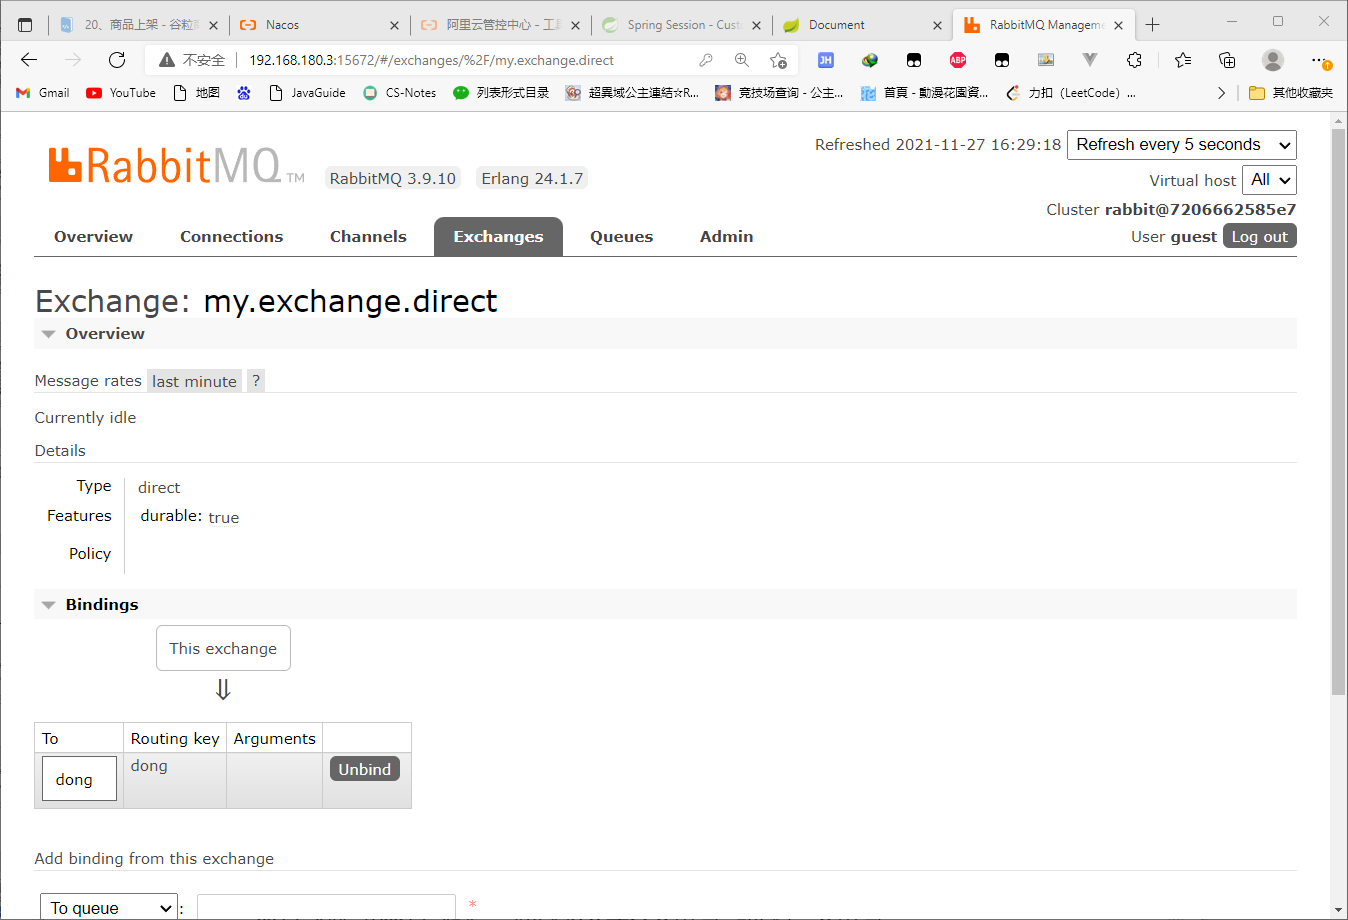 20、商品上架 - 谷粒
Nacos
阿里云管控中心 - 工
Spring Session - Cust
Document
RabbitMQ Manageme
不安全 192.168.180.3:15672/#/exchanges/%2F/my.exchange.direct
JH
ABP
Gmail YouTube 地图 JavaGuide CS-Notes 列表形式目录 超異域公主連結☆R... 竞技场查询 - 公主... 首頁 - 動漫花園資... 力扣（LeetCode）... 其他收藏夹
Refreshed 2021-11-27 16:29:18 Refresh every 5 seconds
RabbitMQ TM RabbitMQ 3.9.10 Erlang 24.1.7
Virtual host All
Cluster rabbit@7206662585e7
User guest Log out
Overview Connections Channels Exchanges Queues Admin
Exchange: my.exchange.direct
Overview
Message rates last minute ?
Currently idle
Details
Type direct
Features durable: true
Policy
Bindings
This exchange
⇓
To Routing key Arguments
dong dong Unbind
Add binding from this exchange
To queue : *